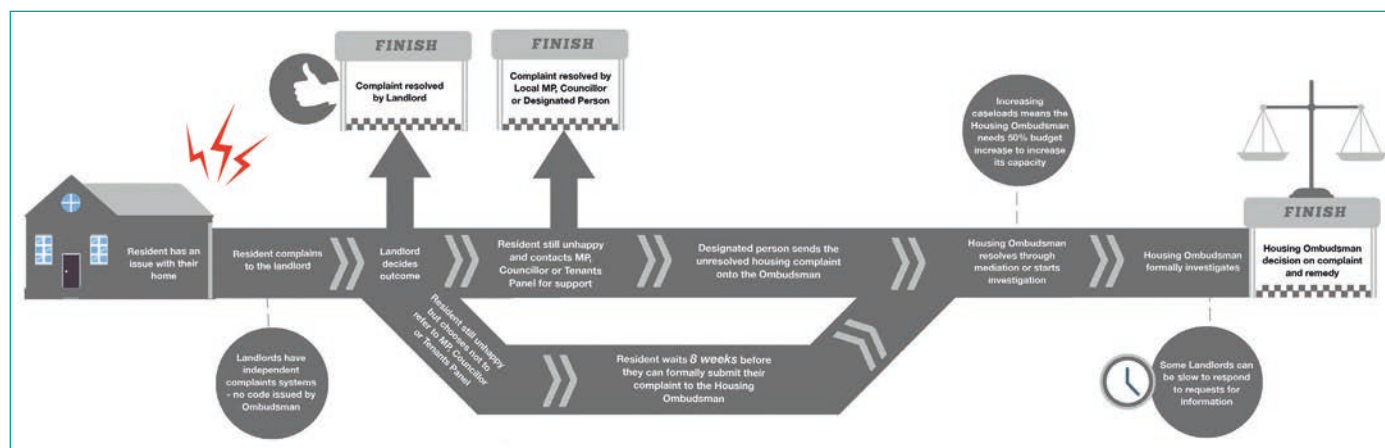 FINISH
Complaint resolved
by Landlord
FINISH
Complaint resolved by
Local MP, Councillor
or Designated Person
Increasing
caseloads means the
Housing Ombudsman
needs 50% budget
increase to increase
its capacity
Resident has an
issue with their
home
Resident complains
to the landlord
Landlord
decides
outcome
Resident still unhappy
and contacts MP,
Councillor or Tenants
Panel for support
Designated person sends the
unresolved housing complaint
onto the Ombudsman
Housing Ombudsman
resolves through
mediation or starts
investigation
Housing Ombudsman
formally investigates
FINISH
Housing Ombudsman
decision on complaint
and remedy
Landlords have
independent
complaints systems
- no code issued by
Ombudsman
Resident still unhappy
but chooses not to
refer to MP, Councillor
or Tenants Panel
Resident waits 8 weeks before
they can formally submit their
complaint to the Housing
Ombudsman
Some Landlords can
be slow to respond
to requests for
information